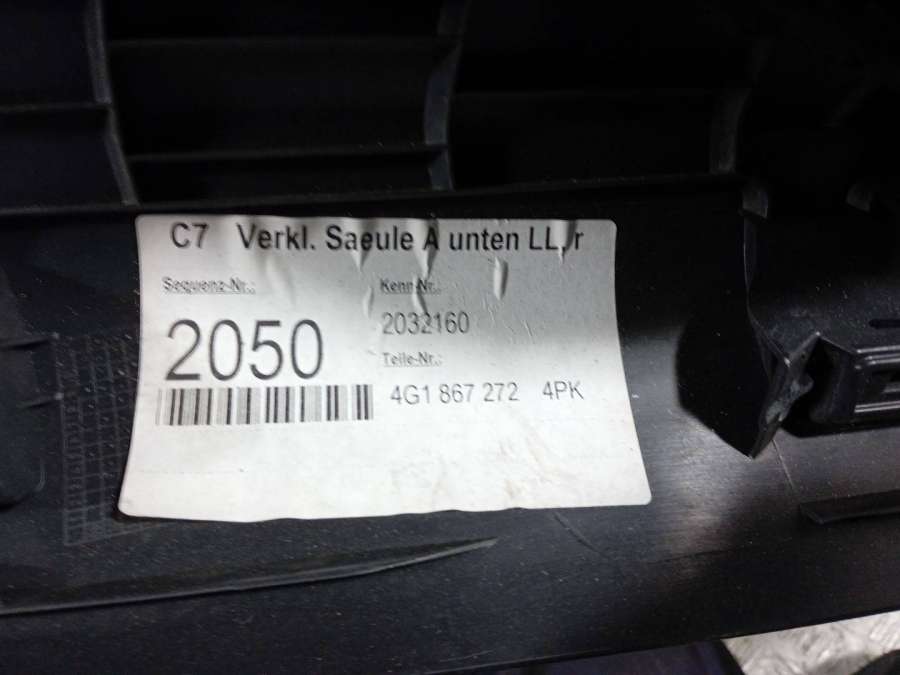 C7 Verkl. Saeule A unten LL, r
Sequenz-Nr.:
Kenn-Nr.:
2050
2032160
Teile-Nr.:
4G1 867 272 4PK